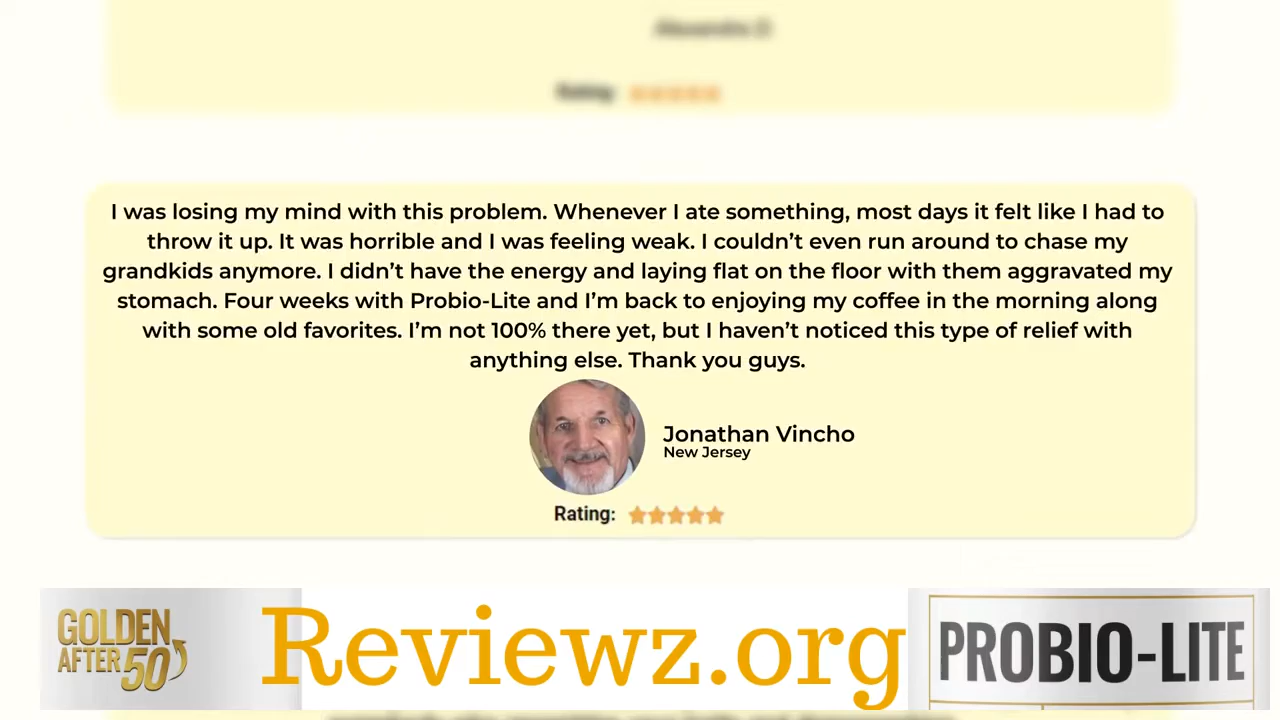 Alexandra D
Rating:
I was losing my mind with this problem. Whenever I ate something, most days it felt like I had to
throw it up. It was horrible and I was feeling weak. I couldn’t even run around to chase my
grandkids anymore. I didn’t have the energy and laying flat on the floor with them aggravated my
stomach. Four weeks with Probio-Lite and I’m back to enjoying my coffee in the morning along
with some old favorites. I’m not 100% there yet, but I haven’t noticed this type of relief with
anything else. Thank you guys.
Jonathan Vincho
New Jersey
Rating:
GOLDEN
AFTER 50
Reviewz.org
PROBIO-LITE